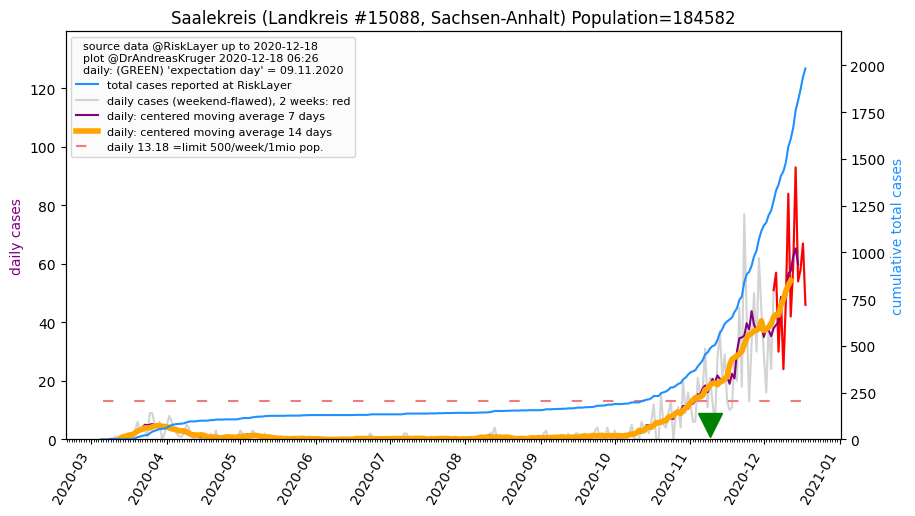 Saalekreis (Landkreis #15088, Sachsen-Anhalt) Population=184582
source data @RiskLayer up to 2020-12-18
plot @DrAndreasKruger 2020-12-18 06:26
daily: (GREEN) 'expectation day' = 09.11.2020
total cases reported at RiskLayer
daily cases (weekend-flawed), 2 weeks: red
daily: centered moving average 7 days
daily: centered moving average 14 days
daily 13.18 =limit 500/week/1mio pop.
daily cases
120
100
80
60
40
20
0
cumulative total cases
2000
1750
1500
1250
1000
750
500
250
0
2020-03
2020-04
2020-05
2020-06
2020-07
2020-08
2020-09
2020-10
2020-11
2020-12
2021-01